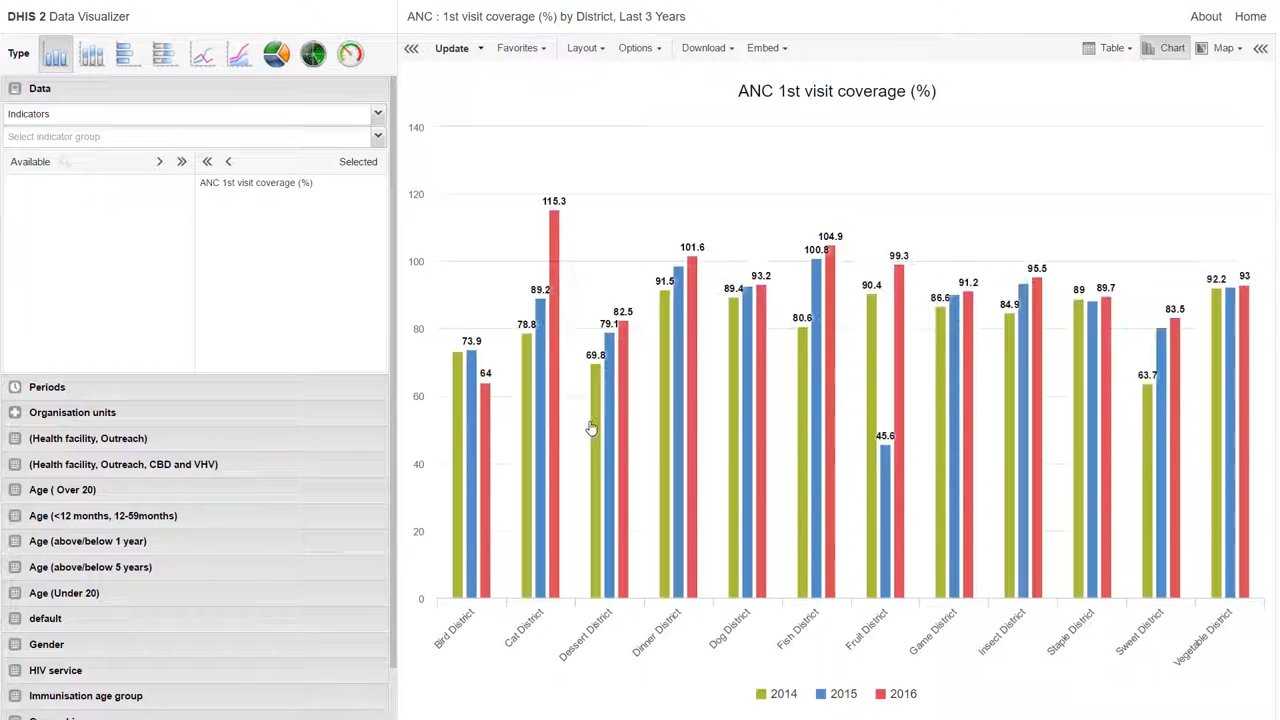 DHIS 2 Data Visualizer
ANC : 1st visit coverage (%) by District, Last 3 Years
About Home
Type
Update Favorites Layout Options Download Embed Table Chart Map
Data
Indicators
Select indicator group
Available Selected
ANC 1st visit coverage (%)
Periods
Organisation units
(Health facility, Outreach)
(Health facility, Outreach, CBD and VHV)
Age ( Over 20)
Age (<12 months, 12-59months)
Age (above/below 1 year)
Age (above/below 5 years)
Age (Under 20)
default
Gender
HIV service
Immunisation age group
ANC 1st visit coverage (%)
140
120
100
80
60
40
20
0
73.9
64
78.8
89.2
115.3
69.8
79.1
82.5
91.5
101.6
89.4
93.2
80.6
100.8
104.9
90.4
45.6
99.3
86.6
91.2
84.9
95.5
89
89.7
63.7
83.5
92.2
93
Bird District
Cat District
Dessert District
Dinner District
Dog District
Fish District
Fruit District
Game District
Insect District
Staple District
Sweet District
Vegetable District
2014 2015 2016